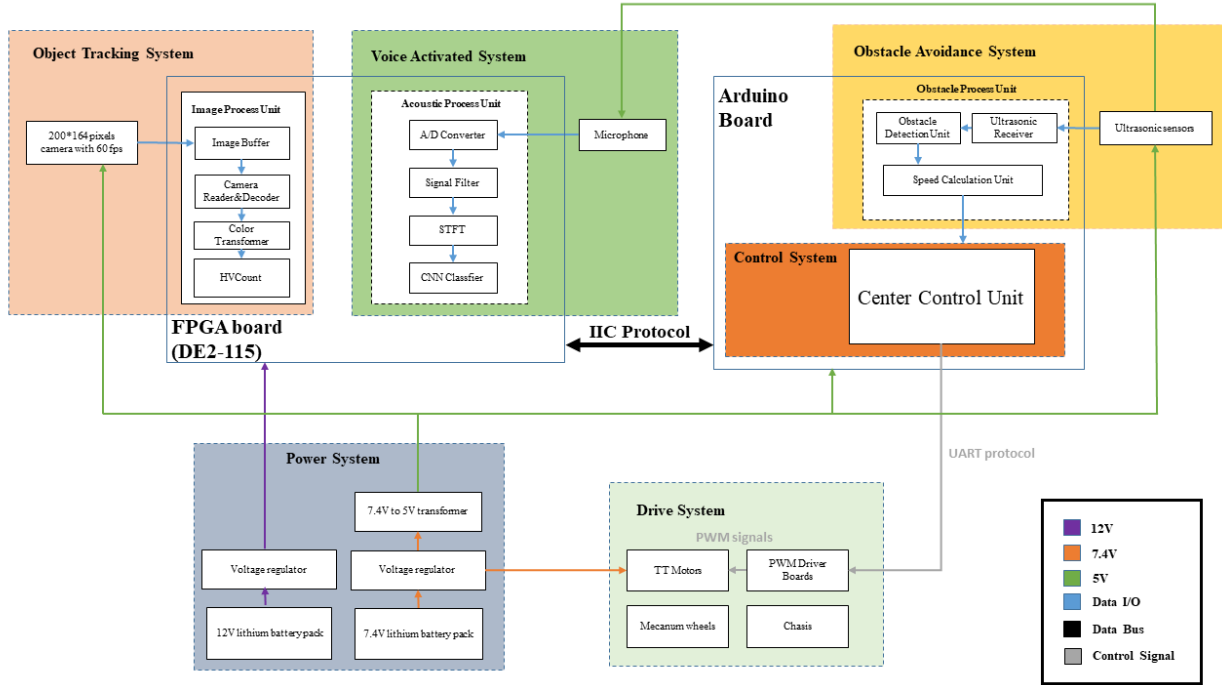 Object Tracking System
200*164 pixels
camera with 60 fps
Image Process Unit
Image Buffer
Camera
Reader&Decoder
Color
Transformer
HVCount
FPGA board
(DE2-115)
Voice Activated System
Acoustic Process Unit
A/D Converter
Signal Filter
STFT
CNN Classfier
Microphone
IIC Protocol
Arduino
Board
Obstacle Avoidance System
Obstacle Process Unit
Obstacle
Detection Unit
Ultrasonic
Receiver
Speed Calculation Unit
Ultrasonic sensors
Control System
Center Control Unit
UART protocol
Power System
7.4V to 5V transformer
Voltage regulator
Voltage regulator
12V lithium battery pack
7.4V lithium battery pack
Drive System
PWM signals
TT Motors
PWM Driver
Boards
Mecanum wheels
Chasis
12V
7.4V
5V
Data I/O
Data Bus
Control Signal